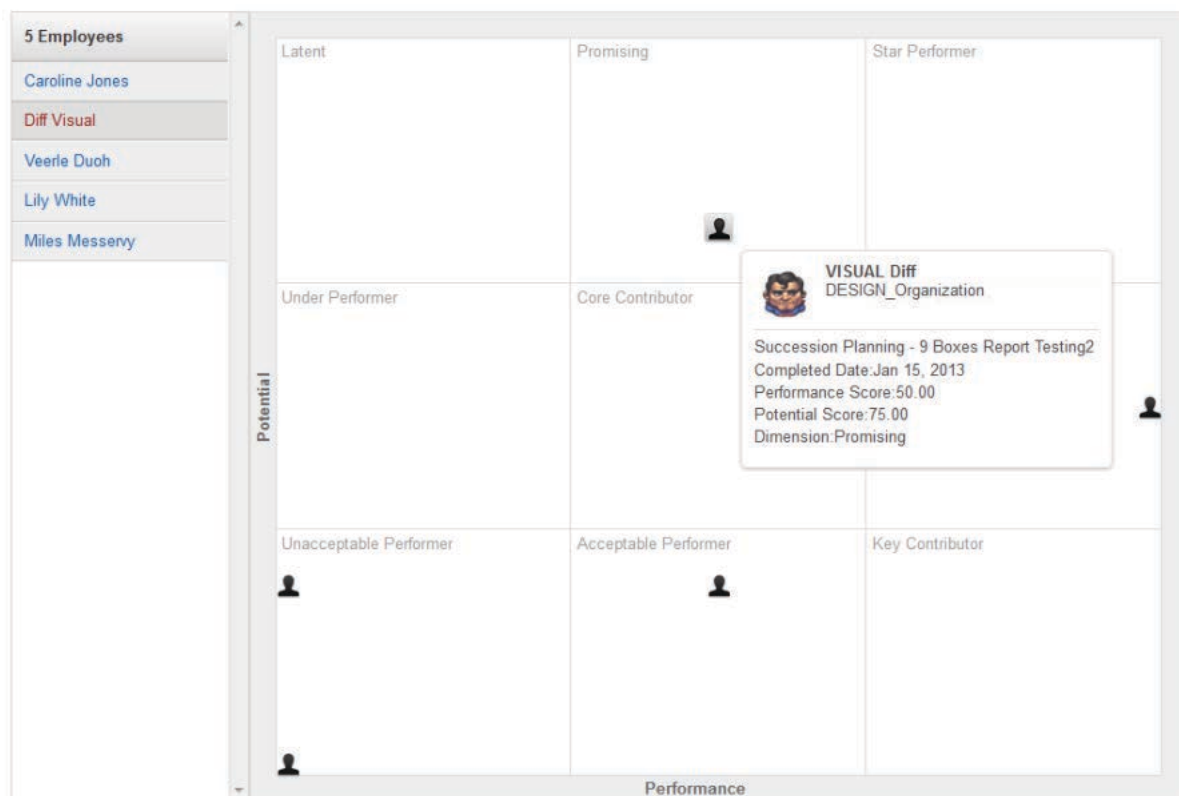 5 Employees
Caroline Jones
Diff Visual
Veerle Duoh
Lily White
Miles Messervy
Latent
Promising
Star Performer
Under Performer
Core Contributor
VISUAL Diff
DESIGN_Organization
Succession Planning - 9 Boxes Report Testing2
Completed Date:Jan 15, 2013
Performance Score:50.00
Potential Score:75.00
Dimension:Promising
Potential
Unacceptable Performer
Acceptable Performer
Key Contributor
Performance